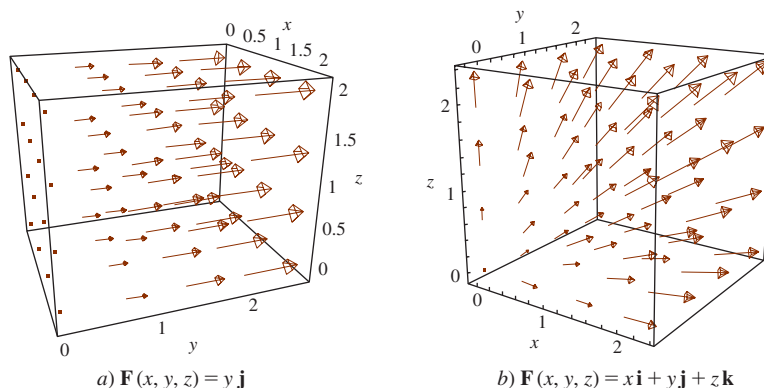 x
0 0.5 1 1.5 2
2
1.5
1
0.5
0
z
0 1 2
y
a) F (x, y, z) = y j
y
0 1 2
2
1
0
z
0 1 2
x
b) F (x, y, z) = x i + y j + z k